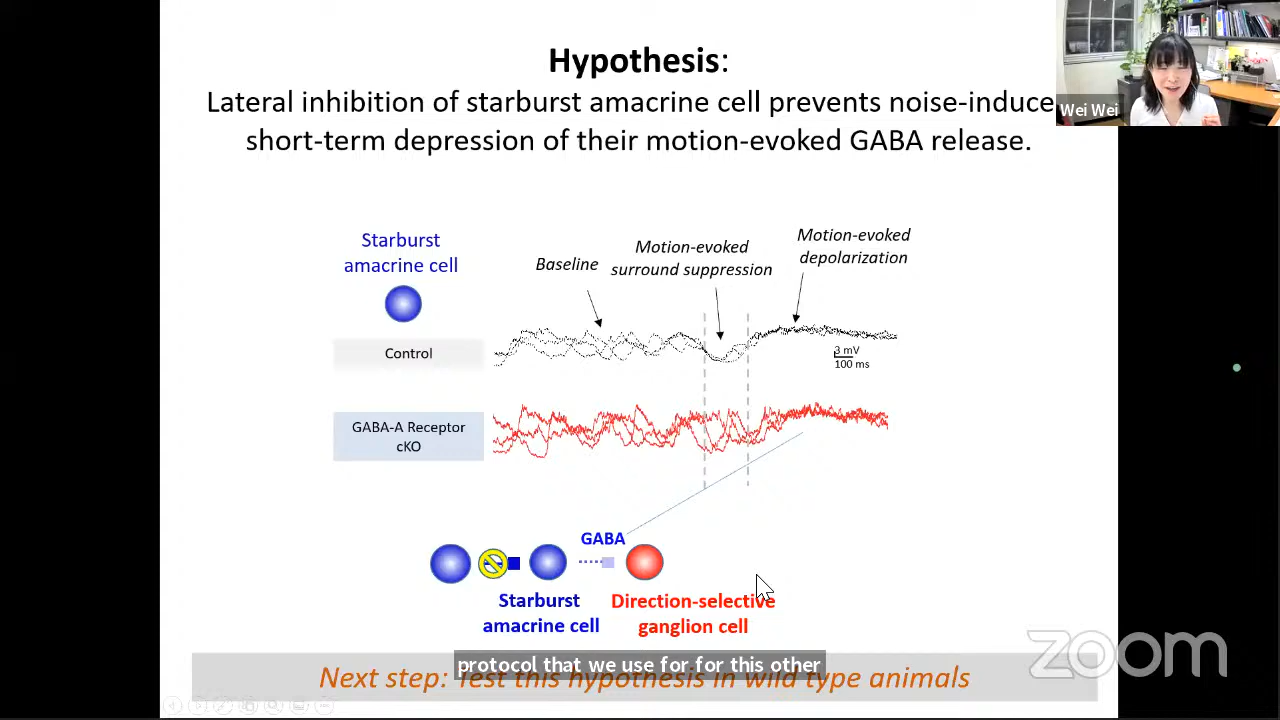 Hypothesis:
Lateral inhibition of starburst amacrine cell prevents noise-induce
short-term depression of their motion-evoked GABA release.
Wei Wei
Starburst
amacrine cell
Baseline
Motion-evoked
surround suppression
Motion-evoked
depolarization
Control
3 mV
100 ms
GABA-A Receptor
cKO
GABA
Starburst
amacrine cell
Direction-selective
ganglion cell
zoom
protocol that we use for for this other
Next step: Test this hypothesis in wild type animals